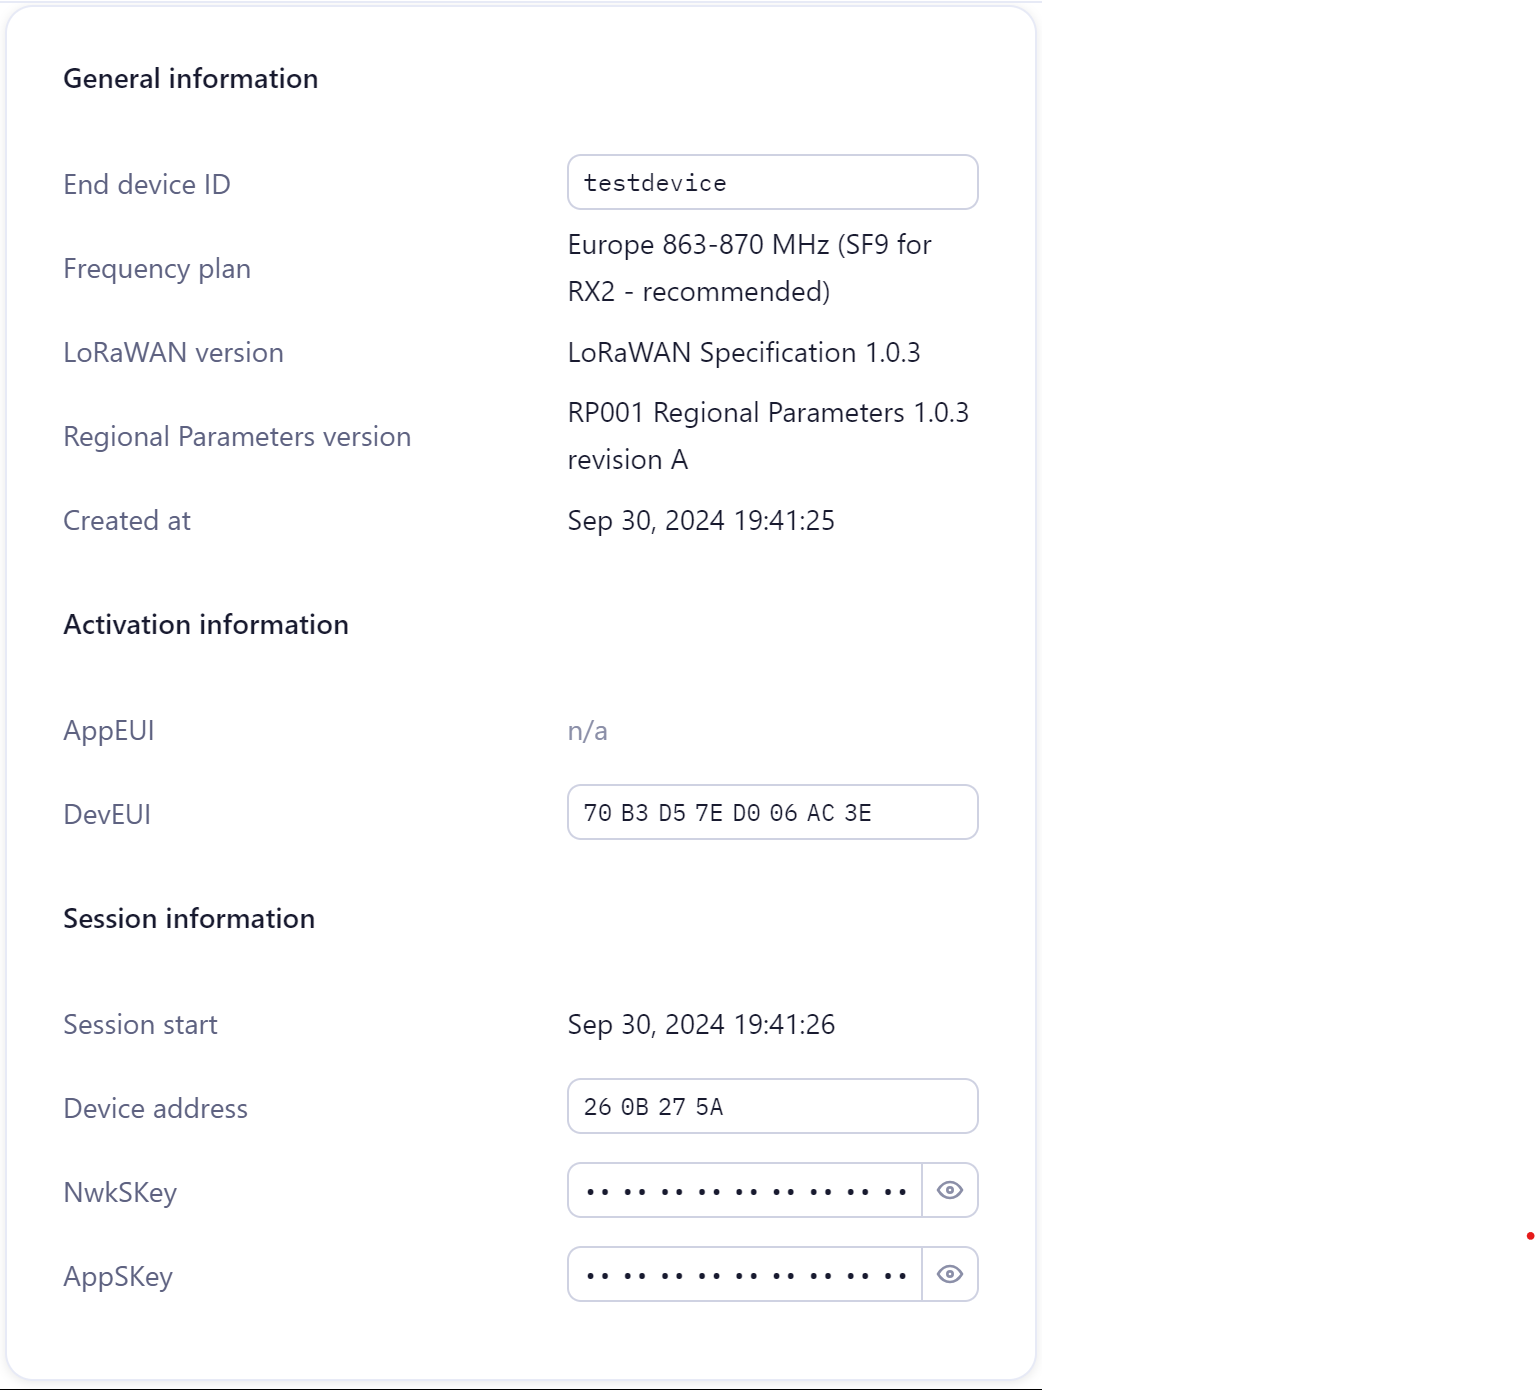 General information
End device ID
testdevice
Frequency plan
Europe 863-870 MHz (SF9 for
RX2 - recommended)
LoRaWAN version
LoRaWAN Specification 1.0.3
Regional Parameters version
RP001 Regional Parameters 1.0.3
revision A
Created at
Sep 30, 2024 19:41:25
Activation information
AppEUI
n/a
DevEUI
70 B3 D5 7E D0 06 AC 3E
Session information
Session start
Sep 30, 2024 19:41:26
Device address
26 0B 27 5A
NwkSKey
•• •• •• •• •• •• •• •• ••
AppSKey
•• •• •• •• •• •• •• •• ••